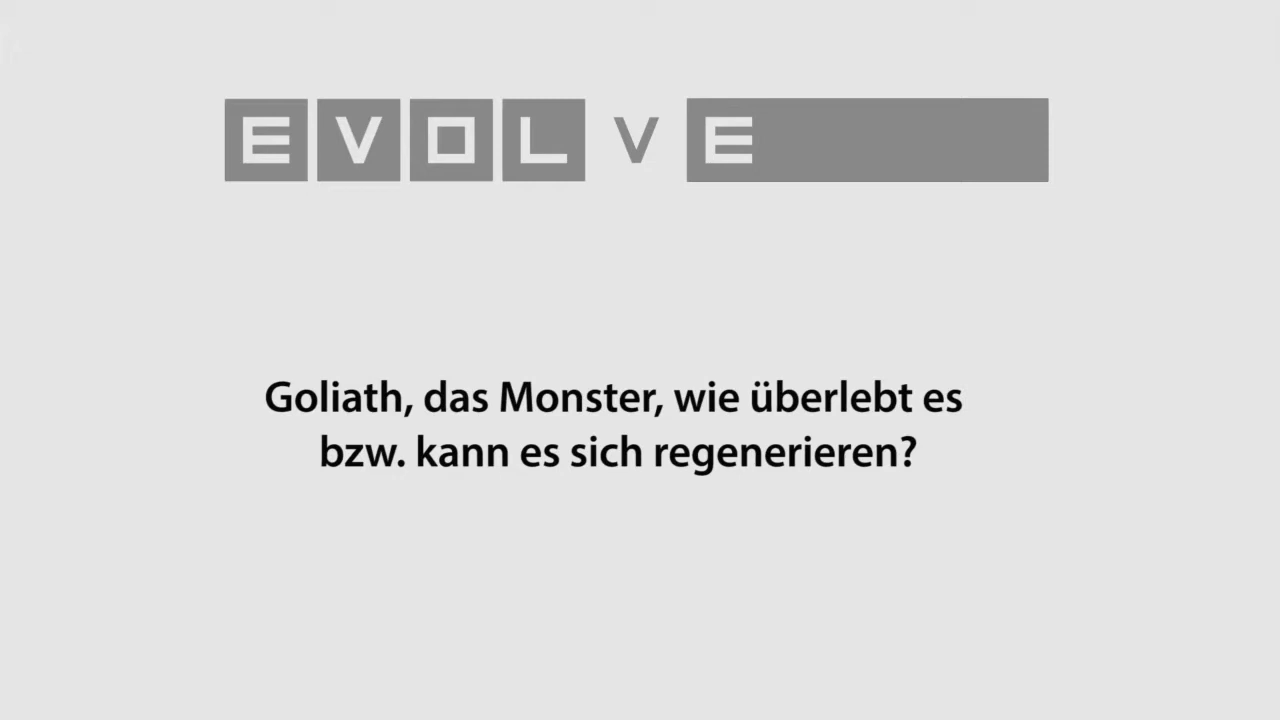 EVOLVE
Goliath, das Monster, wie überlebt es
bzw. kann es sich regenerieren?